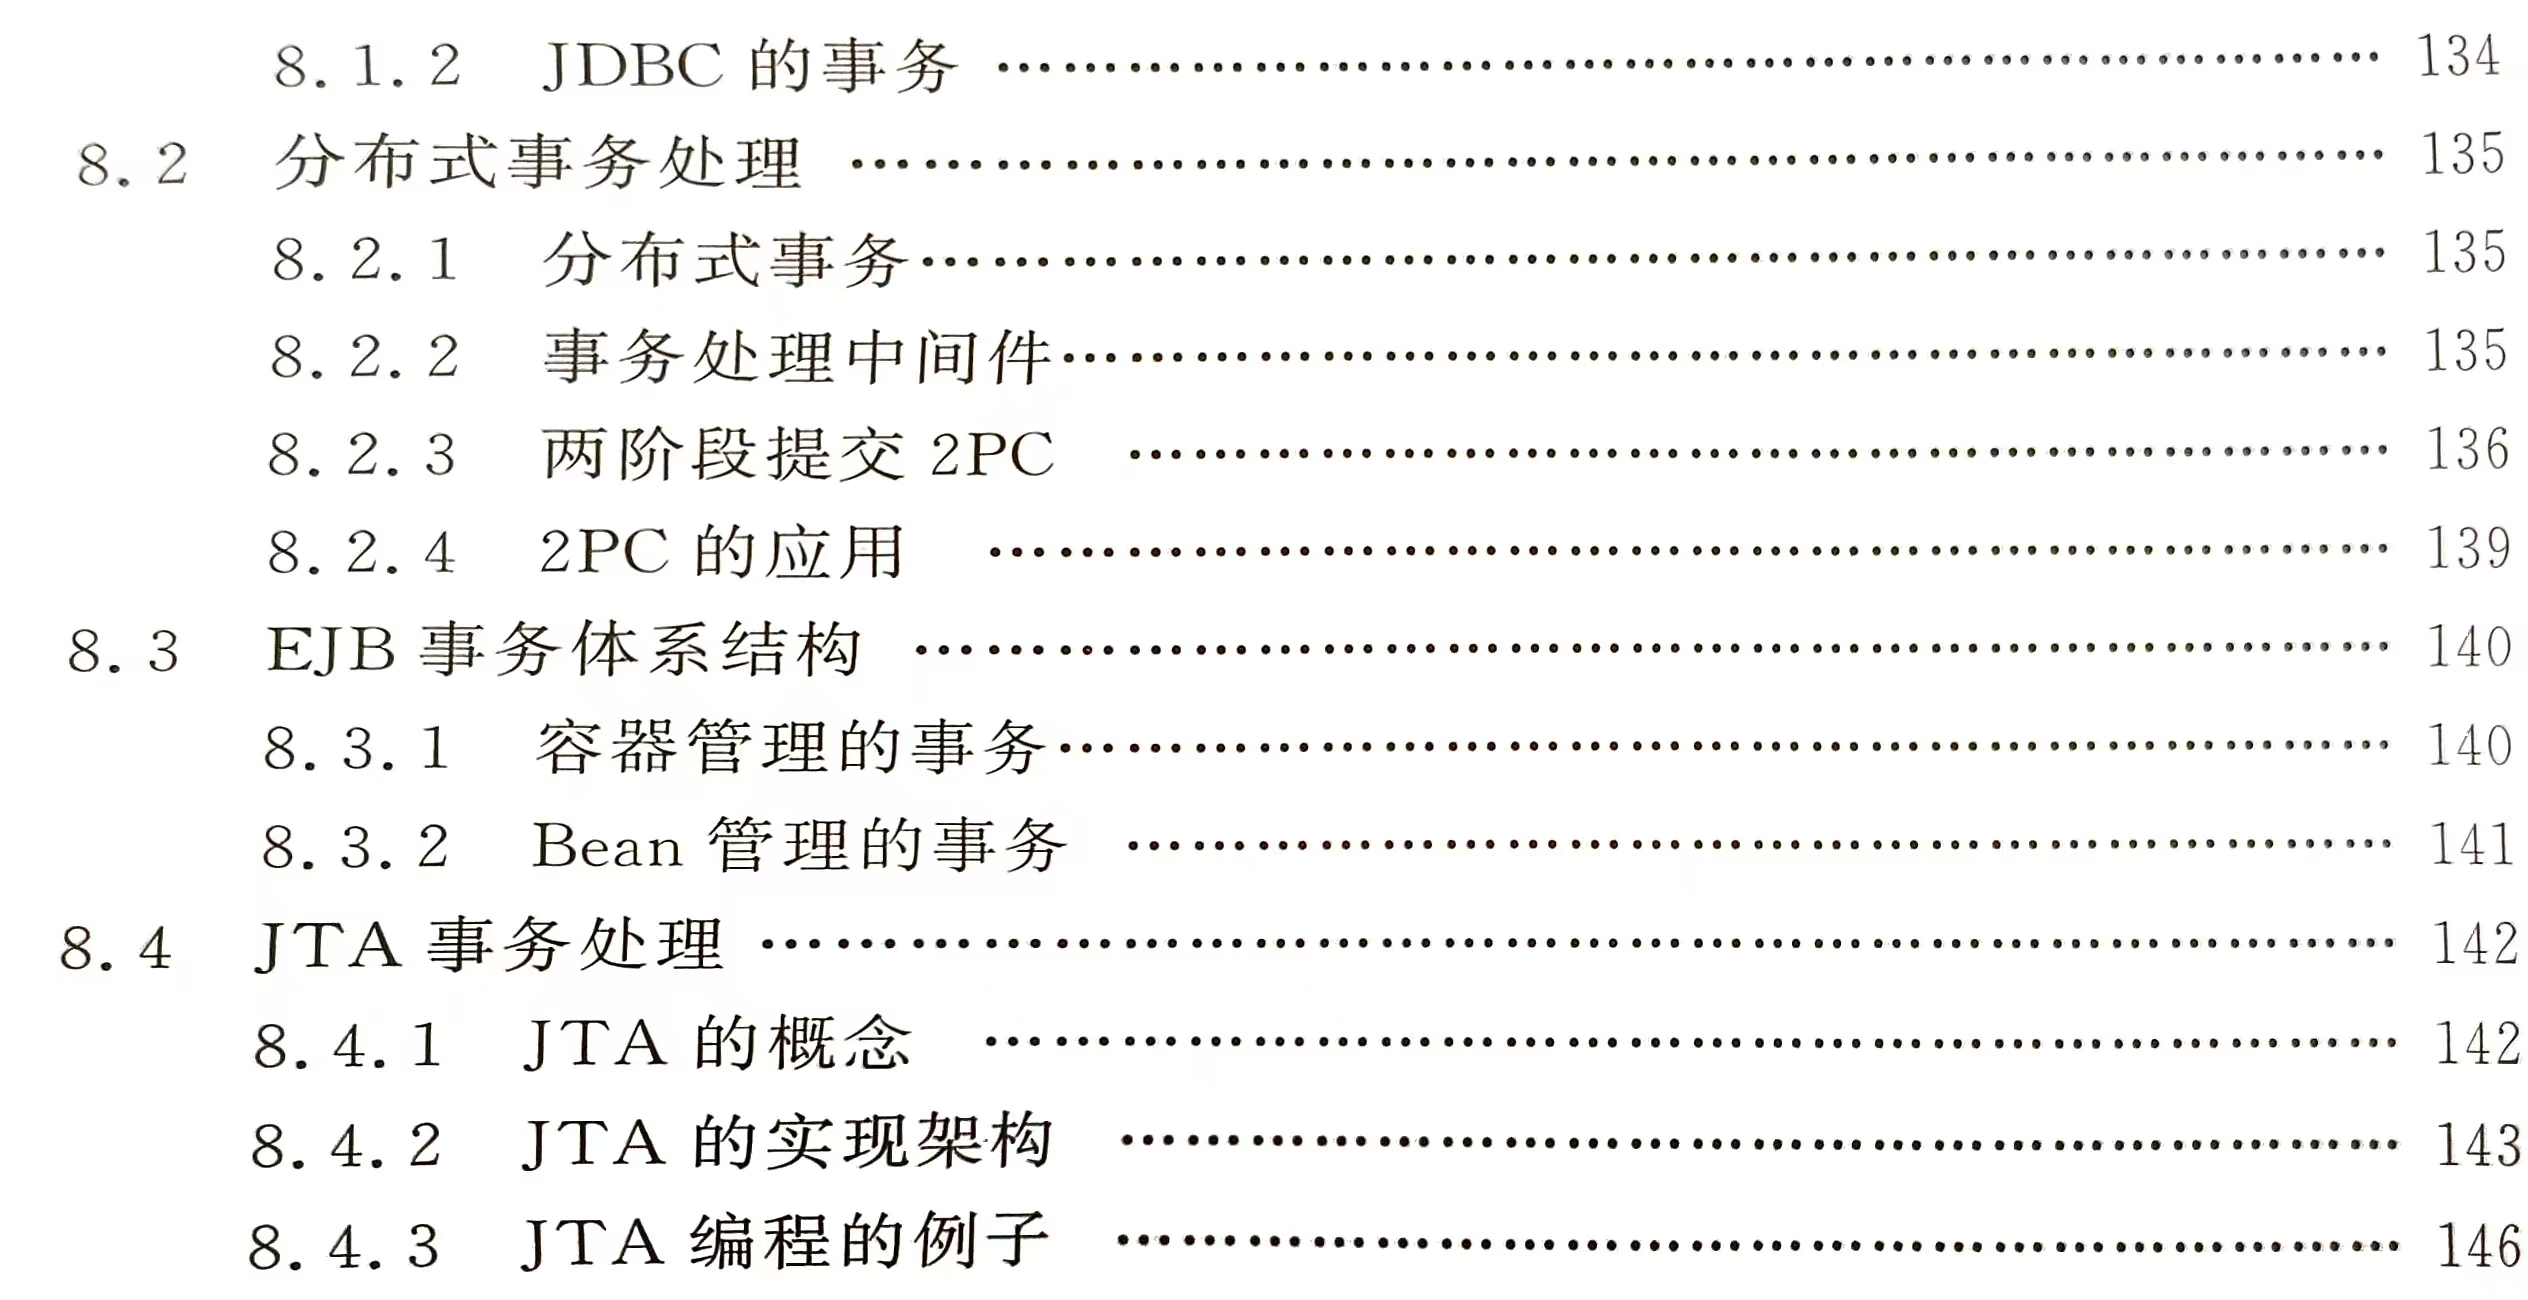 8.1.2 JDBC 的事务 …… 134
8.2 分布式事务处理 …… 135
8.2.1 分布式事务…… 135
8.2.2 事务处理中间件…… 135
8.2.3 两阶段提交 2PC …… 136
8.2.4 2PC 的应用 …… 139
8.3 EJB 事务体系结构 …… 140
8.3.1 容器管理的事务…… 140
8.3.2 Bean 管理的事务 …… 141
8.4 JTA 事务处理 …… 142
8.4.1 JTA 的概念 …… 142
8.4.2 JTA 的实现架构 …… 143
8.4.3 JTA 编程的例子 …… 146